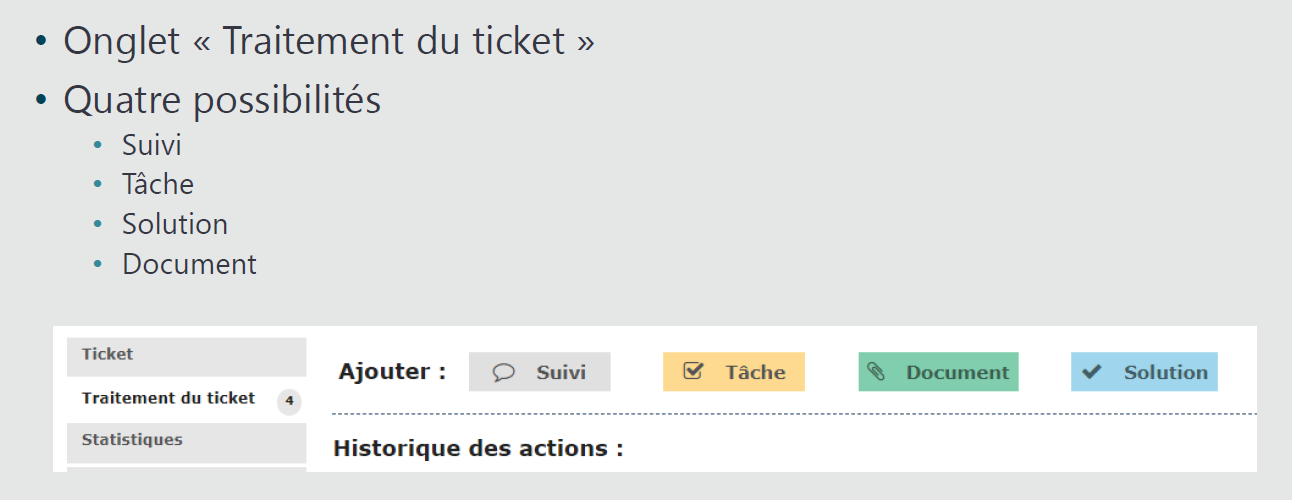 • Onglet « Traitement du ticket »
• Quatre possibilités
• Suivi
• Tâche
• Solution
• Document
Ticket
Traitement du ticket 4
Statistiques
Ajouter : Suivi Tâche Document Solution
Historique des actions :